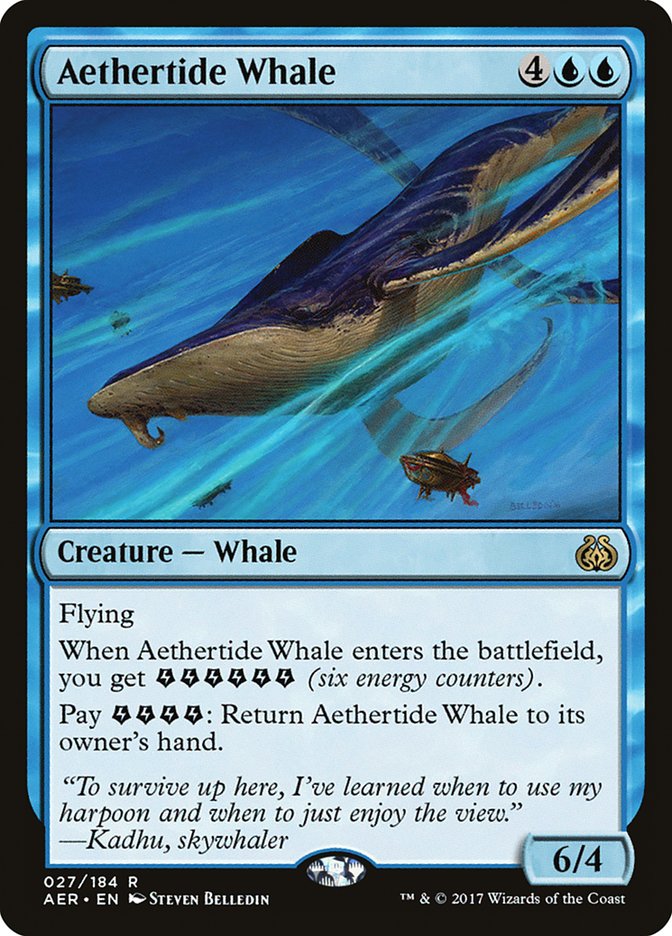 Aethertide Whale 4
BELLEDIN
Creature — Whale
Flying
When Aethertide Whale enters the battlefield,
you get (six energy counters).
Pay : Return Aethertide Whale to its
owner's hand.
"To survive up here, I've learned when to use my
harpoon and when to just enjoy the view."
—Kadhu, skywhaler
6/4
027/184 R
AER • EN Steven Belledin ™ & © 2017 Wizards of the Coast